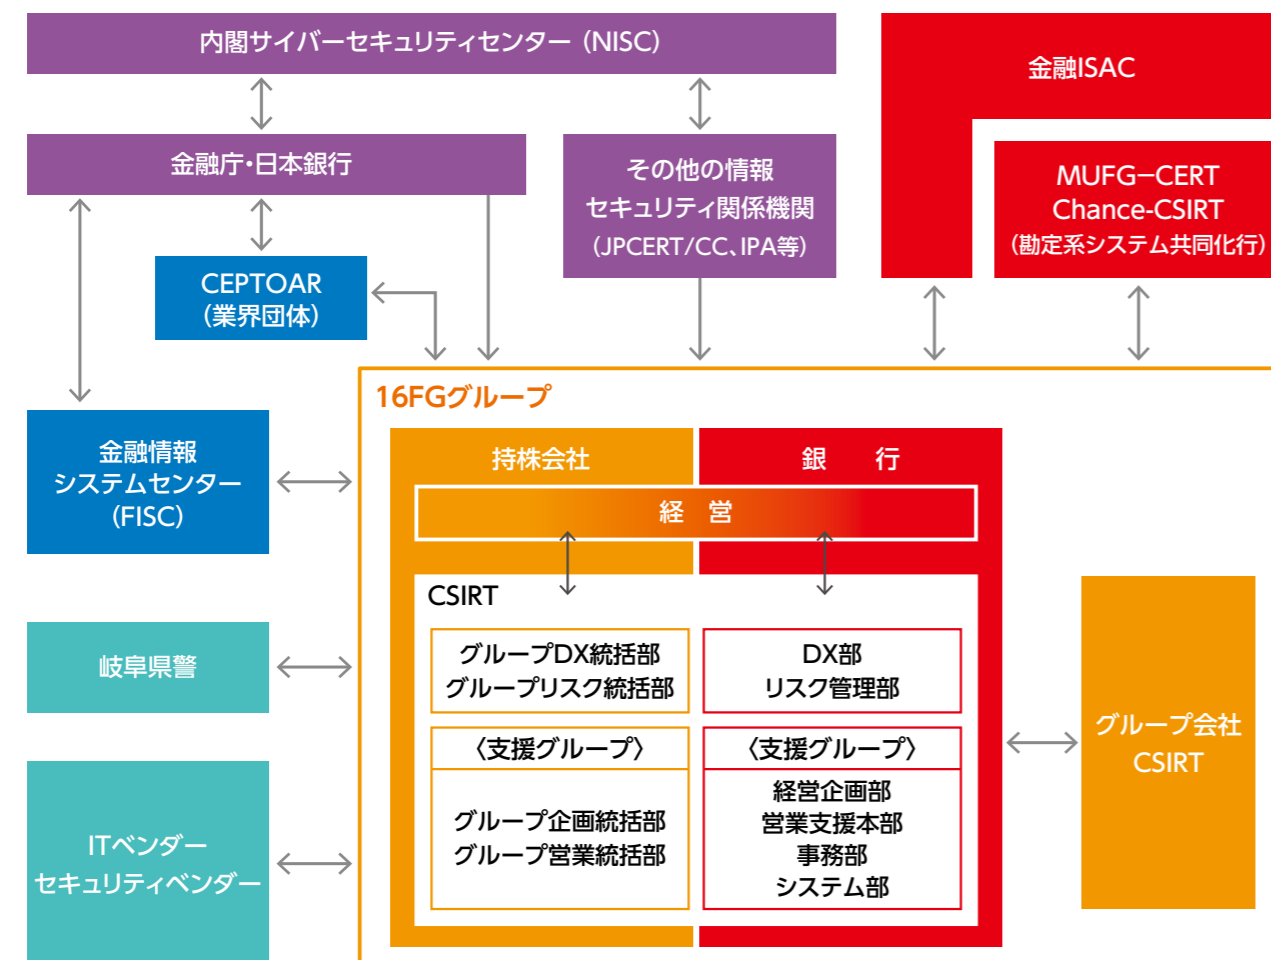 内閣サイバーセキュリティセンター（NISC）
金融ISAC
金融庁・日本銀行
その他の情報
セキュリティ関係機関
（JPCERT/CC、IPA等）
MUFG－CERT
Chance-CSIRT
（勘定系システム共同化行）
CEPTOAR
（業界団体）
16FGグループ
金融情報
システムセンター
（FISC）
持株会社
銀　行
経　営
CSIRT
岐阜県警
グループDX統括部
グループリスク統括部
DX部
リスク管理部
〈支援グループ〉
グループ企画統括部
グループ営業統括部
〈支援グループ〉
経営企画部
営業支援本部
事務部
システム部
グループ会社
CSIRT
ITベンダー
セキュリティベンダー